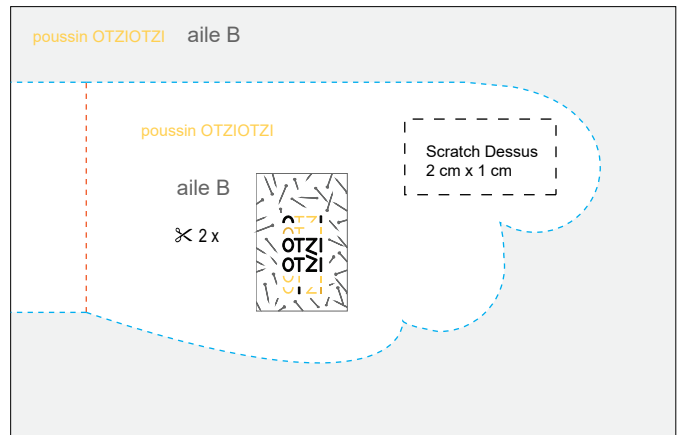 poussin OTZIOTZI aile B
poussin OTZIOTZI
Scratch Dessus
2 cm x 1 cm
aile B
2 x
OTZI
OTZI